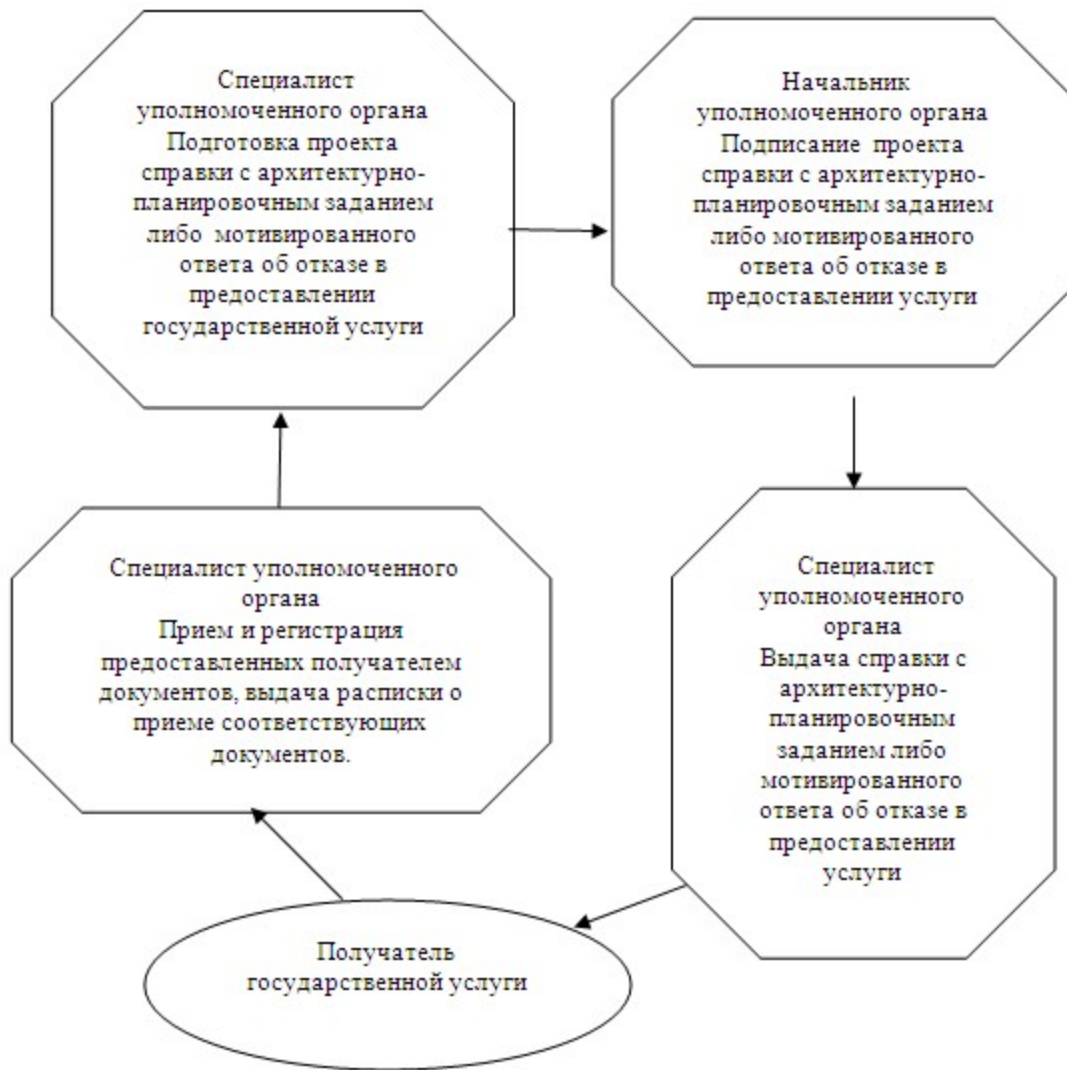 Специалист
уполномоченного органа
Подготовка проекта
справки с архитектурно-
планировочным заданием
либо мотивированного
ответа об отказе в
предоставлении
государственной услуги
Начальник
уполномоченного органа
Подписание проекта
справки с архитектурно-
планировочным заданием
либо мотивированного
ответа об отказе в
предоставлении услуги
Специалист уполномоченного
органа
Прием и регистрация
предоставленных получателем
документов, выдача расписки о
приеме соответствующих
документов.
Специалист
уполномоченного
органа
Выдача справки с
архитектурно-
планировочным
заданием либо
мотивированного
ответа об отказе в
предоставлении
услуги
Получатель
государственной услуги